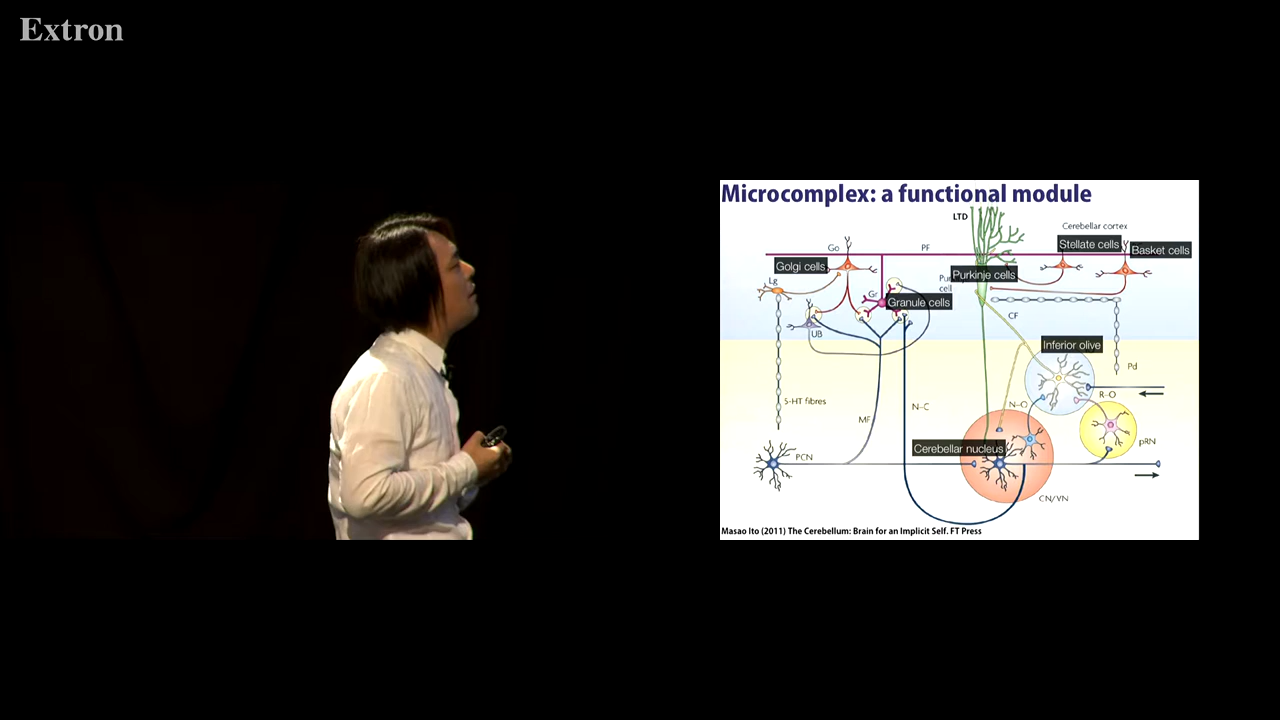 Extron
Microcomplex: a functional module
LTD
Cerebellar cortex
Go
PF
Stellate cells
Basket cells
Golgi cells
Purkinje cells
Lg
Gr
cell
Granule cells
CF
UB
Inferior olive
Pd
5-HT fibres
N–O
R–O
MF
N–C
pRN
Cerebellar nucleus
PCN
CN/VN
Masao Ito (2011) The Cerebellum: Brain for an Implicit Self. FT Press